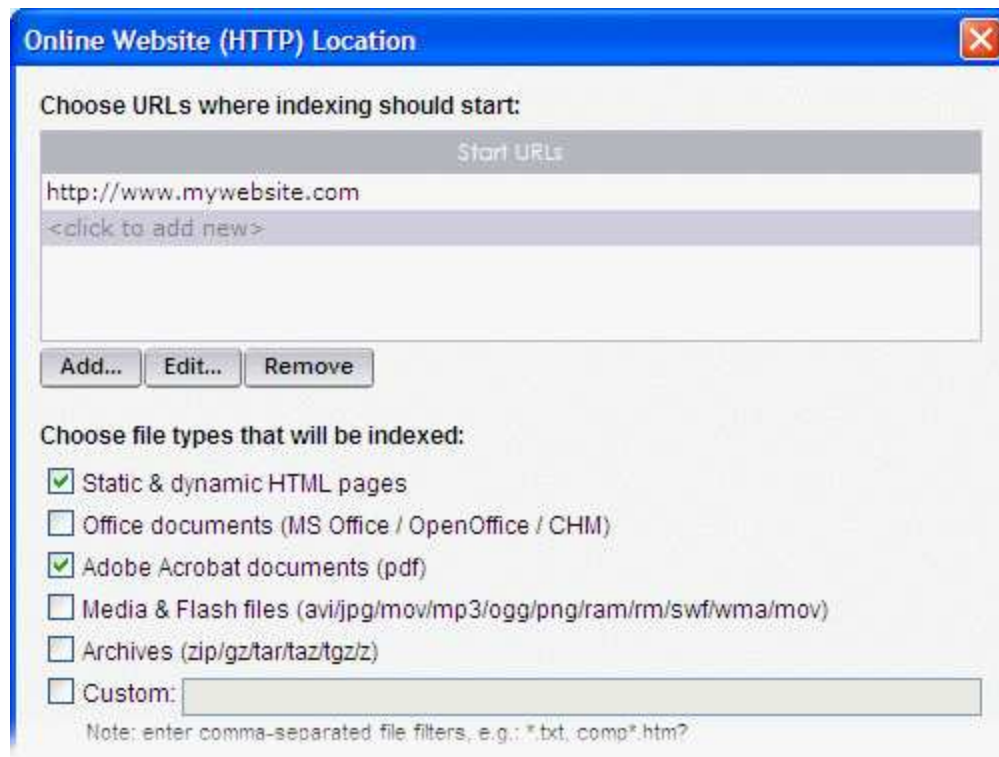 Online Website (HTTP) Location
Choose URLs where indexing should start:
Start URLs
http://www.mywebsite.com
<click to add new>
Add... Edit... Remove
Choose file types that will be indexed:
Static & dynamic HTML pages
Office documents (MS Office / OpenOffice / CHM)
Adobe Acrobat documents (pdf)
Media & Flash files (avi/jpg/mov/mp3/ogg/png/ram/rm/swf/wma/mov)
Archives (zip/gz/tar/taz/tgz/z)
Custom:
Note: enter comma-separated file filters, e.g.: *.txt, comp*.htm?